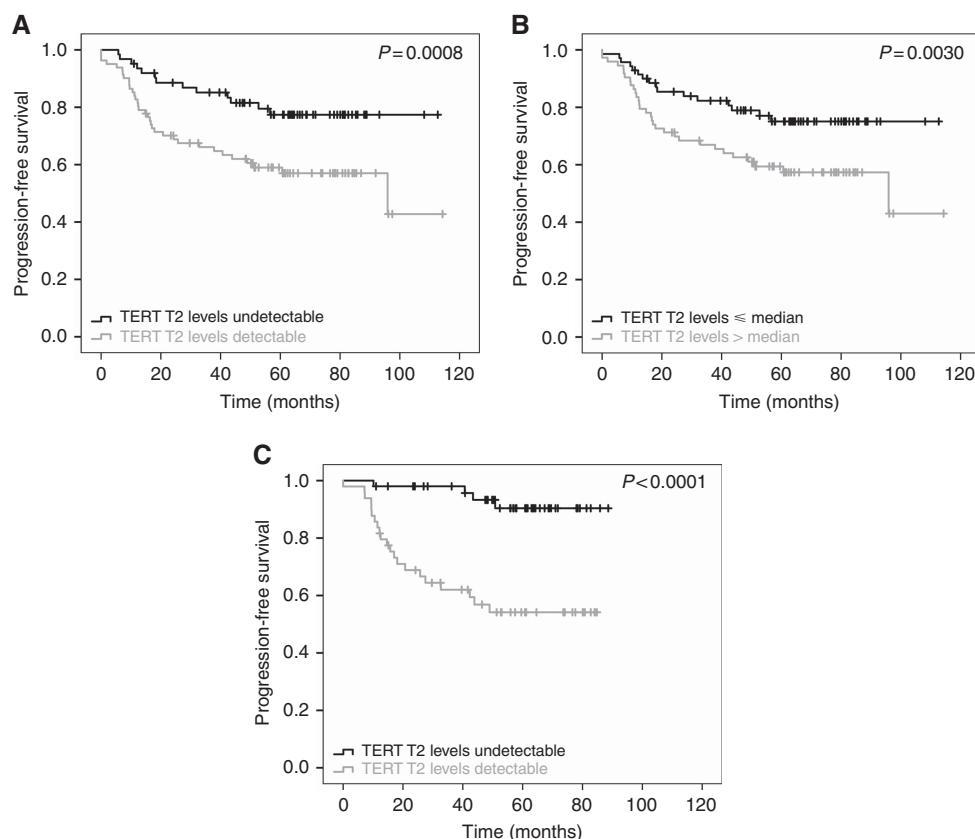 A
P=0.0008
1.0
0.8
0.6
0.4
0.2
0.0
Progression-free survival
TERT T2 levels undetectable
TERT T2 levels detectable
0 20 40 60 80 100 120
Time (months)
B
P=0.0030
1.0
0.8
0.6
0.4
0.2
0.0
Progression-free survival
TERT T2 levels ⩽ median
TERT T2 levels > median
0 20 40 60 80 100 120
Time (months)
C
P<0.0001
1.0
0.8
0.6
0.4
0.2
0.0
Progression-free survival
TERT T2 levels undetectable
TERT T2 levels detectable
0 20 40 60 80 100 120
Time (months)